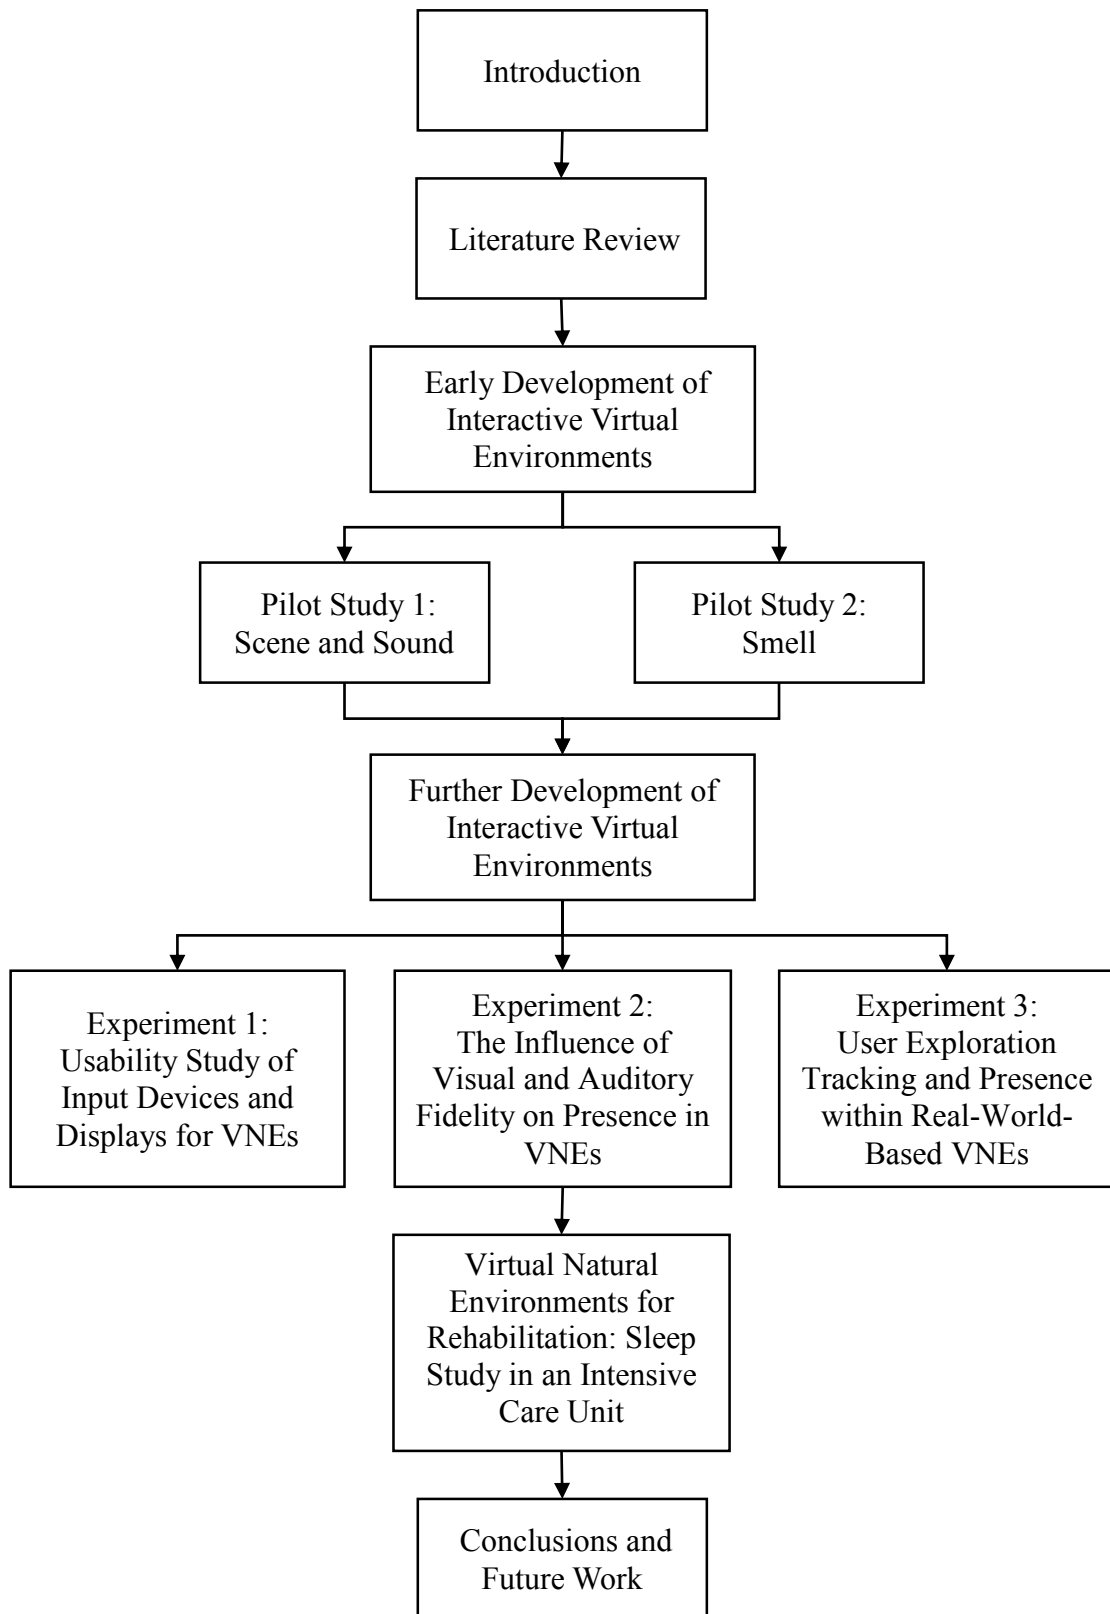 Introduction
Literature Review
Early Development of
Interactive Virtual
Environments
Pilot Study 1:
Scene and Sound
Pilot Study 2:
Smell
Further Development of
Interactive Virtual
Environments
Experiment 1:
Usability Study of
Input Devices and
Displays for VNEs
Experiment 2:
The Influence of
Visual and Auditory
Fidelity on Presence in
VNEs
Experiment 3:
User Exploration
Tracking and Presence
within Real-World-
Based VNEs
Virtual Natural
Environments for
Rehabilitation: Sleep
Study in an Intensive
Care Unit
Conclusions and
Future Work